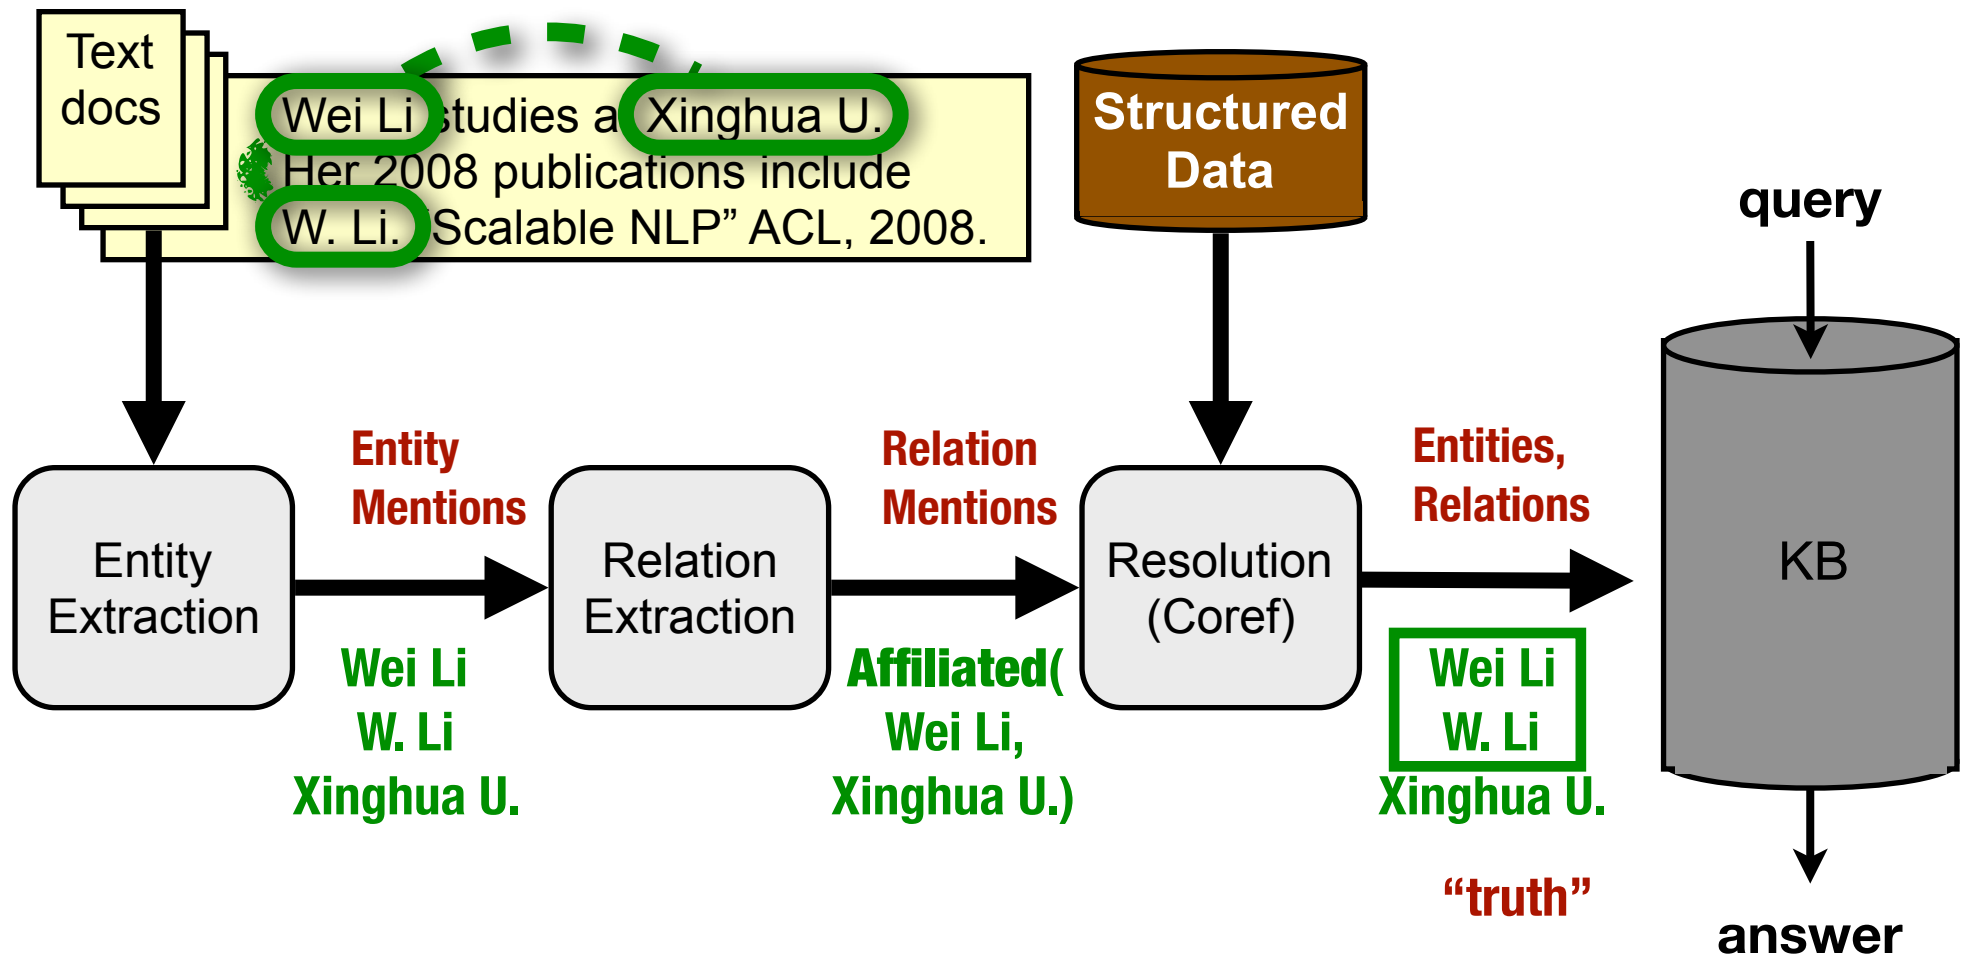 Text
docs
Wei Li studies a Xinghua U.
Her 2008 publications include
W. Li. “Scalable NLP” ACL, 2008.
Structured
Data
query
Entity
Mentions
Relation
Mentions
Entities,
Relations
Entity
Extraction
Relation
Extraction
Resolution
(Coref)
KB
Wei Li
W. Li
Xinghua U.
Affiliated(
Wei Li,
Xinghua U.)
Wei Li
W. Li
Xinghua U.
“truth”
answer